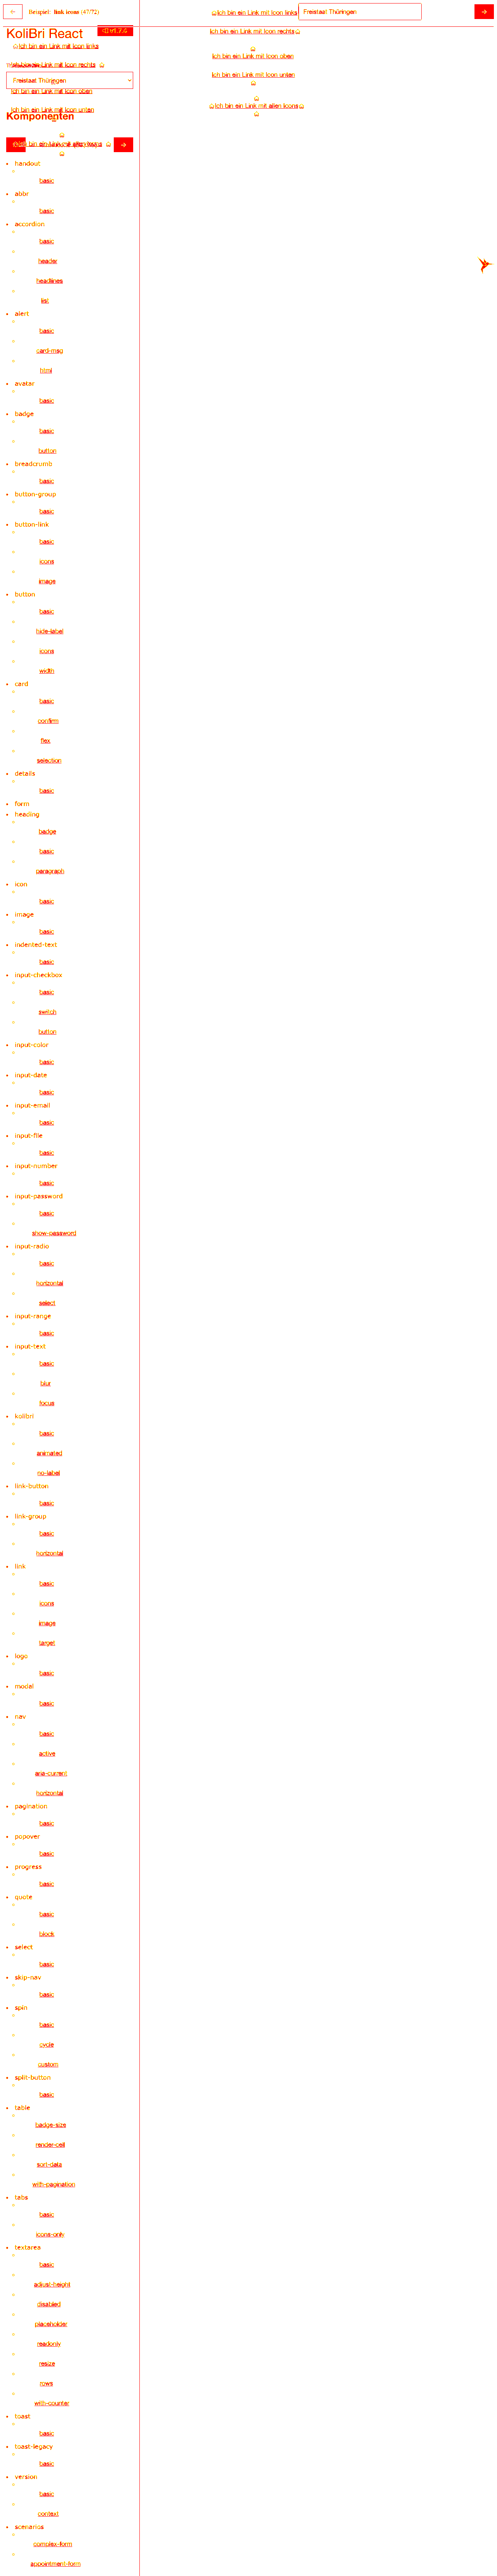 Beispiel: link icons (47/72)
Ich bin ein Link mit Icon links
Freistaat Thüringen
KoliBri React
Ich bin ein Link mit Icon rechts
Ich bin ein Link mit Icon links
Ich bin ein Link mit Icon oben
Ich bin ein Link mit Icon rechts
Ich bin ein Link mit Icon unten
Freistaat Thüringen
Ich bin ein Link mit Icon oben
Ich bin ein Link mit allen Icons
Ich bin ein Link mit Icon unten
Komponenten
handout
basic
abbr
basic
accordion
basic
header
headlines
list
alert
basic
card-msg
html
avatar
basic
badge
basic
button
breadcrumb
basic
button-group
basic
button-link
basic
icons
image
button
basic
hide-label
icons
width
card
basic
confirm
flex
selection
details
basic
form
heading
badge
basic
paragraph
icon
basic
image
basic
indented-text
basic
input-checkbox
basic
switch
button
input-color
basic
input-date
basic
input-email
basic
input-file
basic
input-number
basic
input-password
basic
show-password
input-radio
basic
horizontal
select
input-range
basic
input-text
basic
blur
focus
kolibri
basic
animated
no-label
link-button
basic
link-group
basic
horizontal
link
basic
icons
image
target
logo
basic
modal
basic
nav
basic
active
aria-current
horizontal
pagination
basic
popover
basic
progress
basic
quote
basic
block
select
basic
skip-nav
basic
spin
basic
cycle
custom
split-button
basic
table
badge-size
render-cell
sort-data
with-pagination
tabs
basic
icons-only
textarea
basic
adjust-height
disabled
placeholder
readonly
resize
rows
with-counter
toast
basic
toast-legacy
basic
version
basic
context
scenarios
complex-form
appointment-form